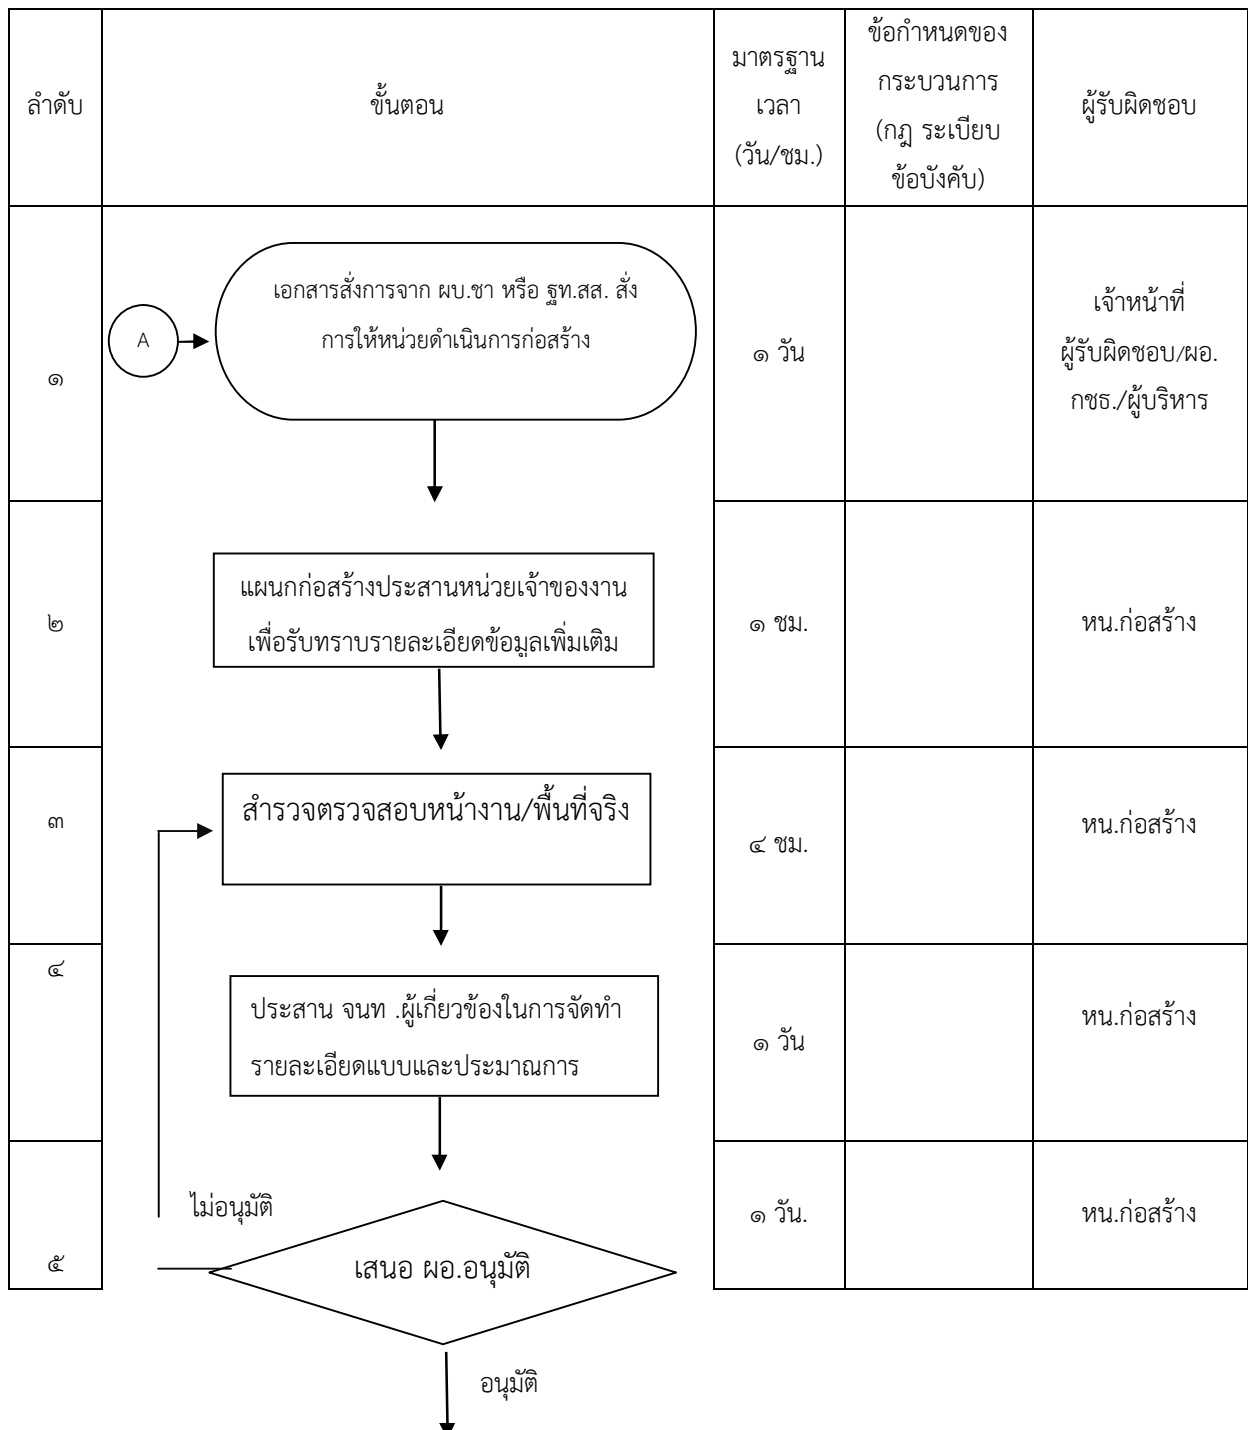 ลำดับ
ขั้นตอน
มาตรฐาน
เวลา
(วัน/ชม.)
ข้อกำหนดของ
กระบวนการ
(กฎ ระเบียบ
ข้อบังคับ)
ผู้รับผิดชอบ
๑
A
เอกสารสั่งการจาก ผบ.ชา หรือ ฐท.สส. สั่ง
การให้หน่วยดำเนินการก่อสร้าง
๑ วัน
เจ้าหน้าที่
ผู้รับผิดชอบ/ผอ.
กชธ./ผู้บริหาร
๒
แผนกก่อสร้างประสานหน่วยเจ้าของงาน
เพื่อรับทราบรายละเอียดข้อมูลเพิ่มเติม
๑ ชม.
หน.ก่อสร้าง
๓
สำรวจตรวจสอบหน้างาน/พื้นที่จริง
๔ ชม.
หน.ก่อสร้าง
๔
ประสาน จนท .ผู้เกี่ยวข้องในการจัดทำ
รายละเอียดแบบและประมาณการ
๑ วัน
หน.ก่อสร้าง
๕
ไม่อนุมัติ
เสนอ ผอ.อนุมัติ
๑ วัน.
หน.ก่อสร้าง
อนุมัติ